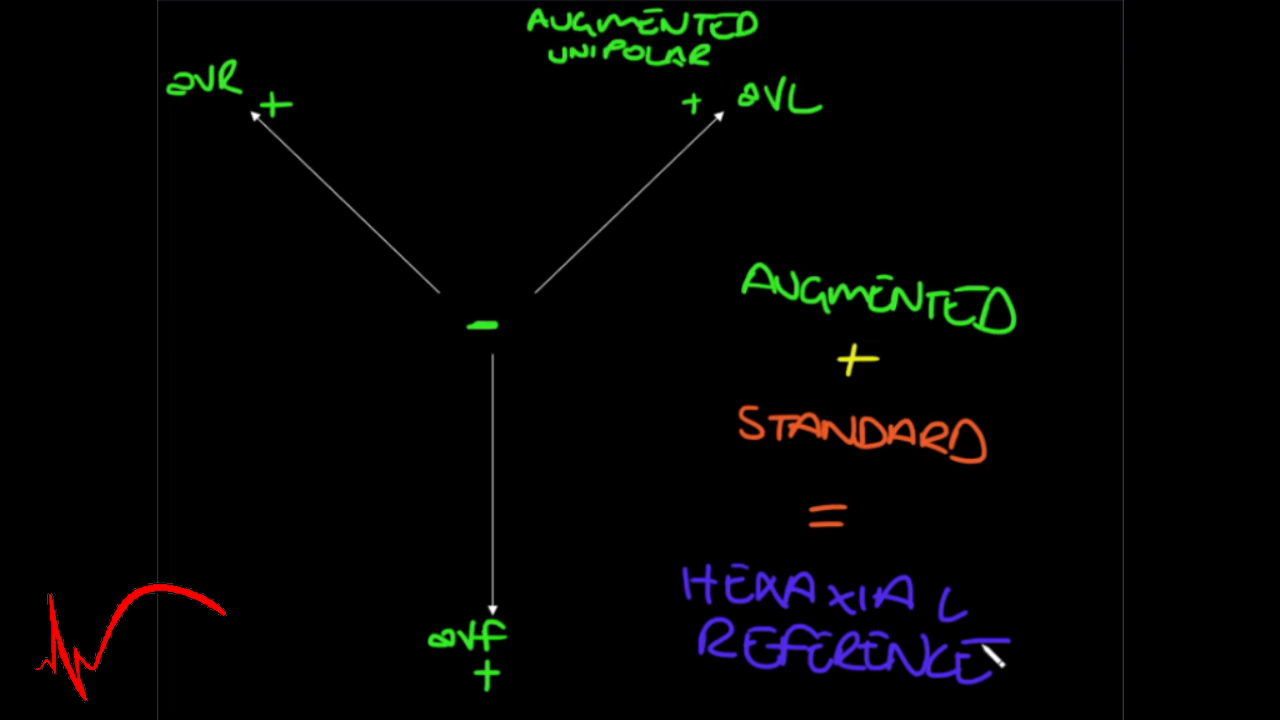 AUGMENTED
UNIPOLAR
aVR +
+ aVL
-
aVF
+
AUGMENTED
+
STANDARD
=
HEXAXIAL
REFERENCE